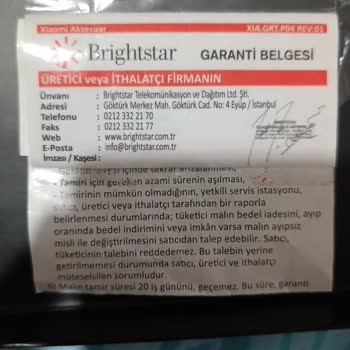 Xiaomi Aksesuar XIA.GRT.P04 REV:01
Brightstar GARANTİ BELGESİ
ÜRETİCİ veya İTHALATÇI FİRMANIN
Ünvanı : Brightstar Telekomünikasyon ve Dağıtım Ltd. Şti.
Adresi : Göktürk Merkez Mah. Göktürk Cad. No: 4 Eyüp / İstanbul
Telefonu : 0212 332 21 70
Faks : 0212 332 21 77
Web : www.brightstar.com.tr
E-Posta : info@brightstar.com.tr
İmzası / Kaşesi :
- Garanti süresi içinde tekrar arızalanması,
- Tamiri için gereken azami sürenin aşılması,
- Tamirinin mümkün olmadığının, yetkili servis istasyonu,
satıcı, üretici veya ithalatçı tarafından bir raporla
belirlenmesi durumlarında; tüketici malın bedel iadesini, ayıp
oranında bedel indirimini veya imkân varsa malın ayıpsız
misli ile değiştirilmesini satıcıdan talep edebilir. Satıcı,
tüketicinin talebini reddedemez. Bu talebin yerine
getirilmemesi durumunda satıcı, üretici ve ithalatçı
müteselsilen sorumludur.
6) Malın tamir süresi 20 iş gününü, geçemez. Bu süre, garanti